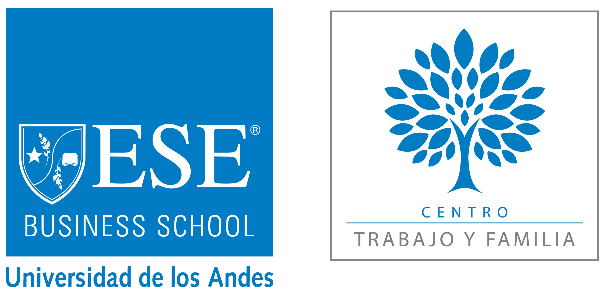 ESE®
BUSINESS SCHOOL
Universidad de los Andes
CENTRO
TRABAJO Y FAMILIA